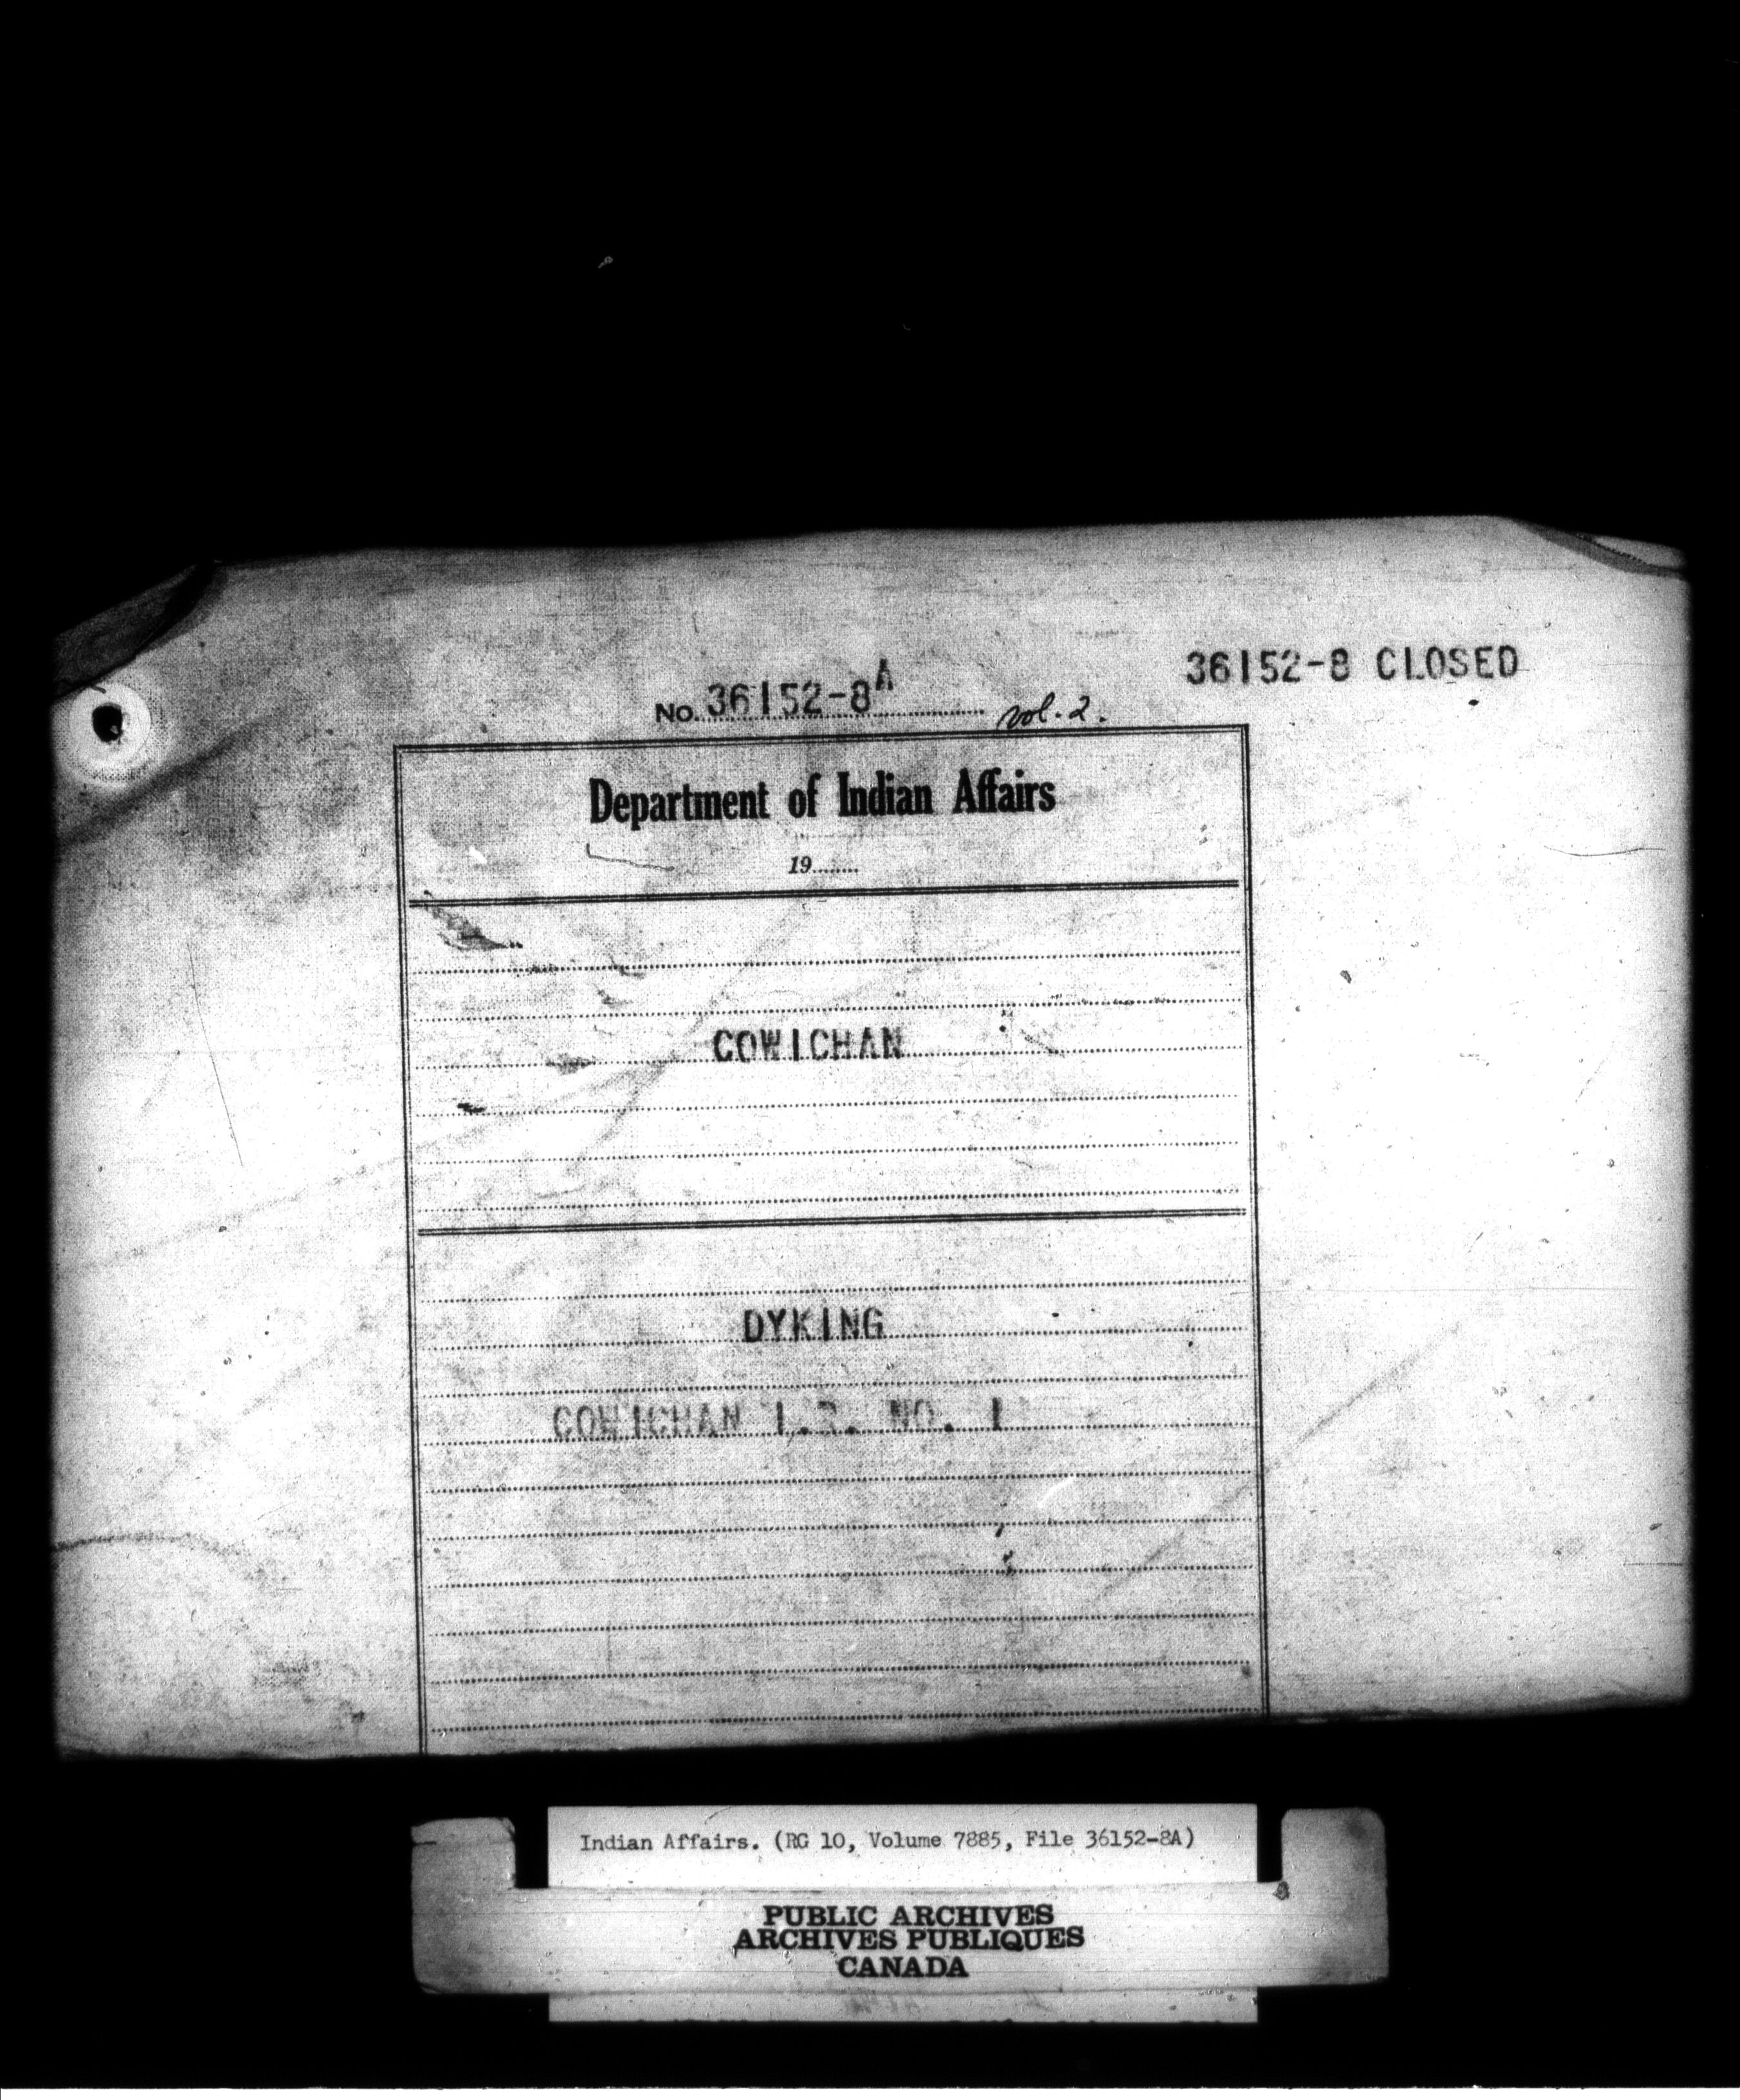 36152-8 CLOSED
No. 36152-8A vol. 2.
Department of Indian Affairs
19........
COWICHAN
DYKING
COWICHAN I.R. NO. 1
Indian Affairs. (RG 10, Volume 7885, File 36152-8A)
PUBLIC ARCHIVES
ARCHIVES PUBLIQUES
CANADA